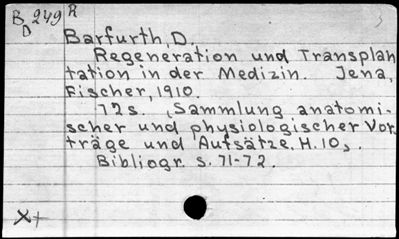 B 249 R
D
Barfurth, D.
Regeneration und Transplan
tation in der Medizin. Jena,
Fischer, 1910.
72 s. (Sammlung anatomi-
scher und physiologischer Vor
träge und Aufsätze, H. 10).
Bibliogr. s. 71-72.
X+